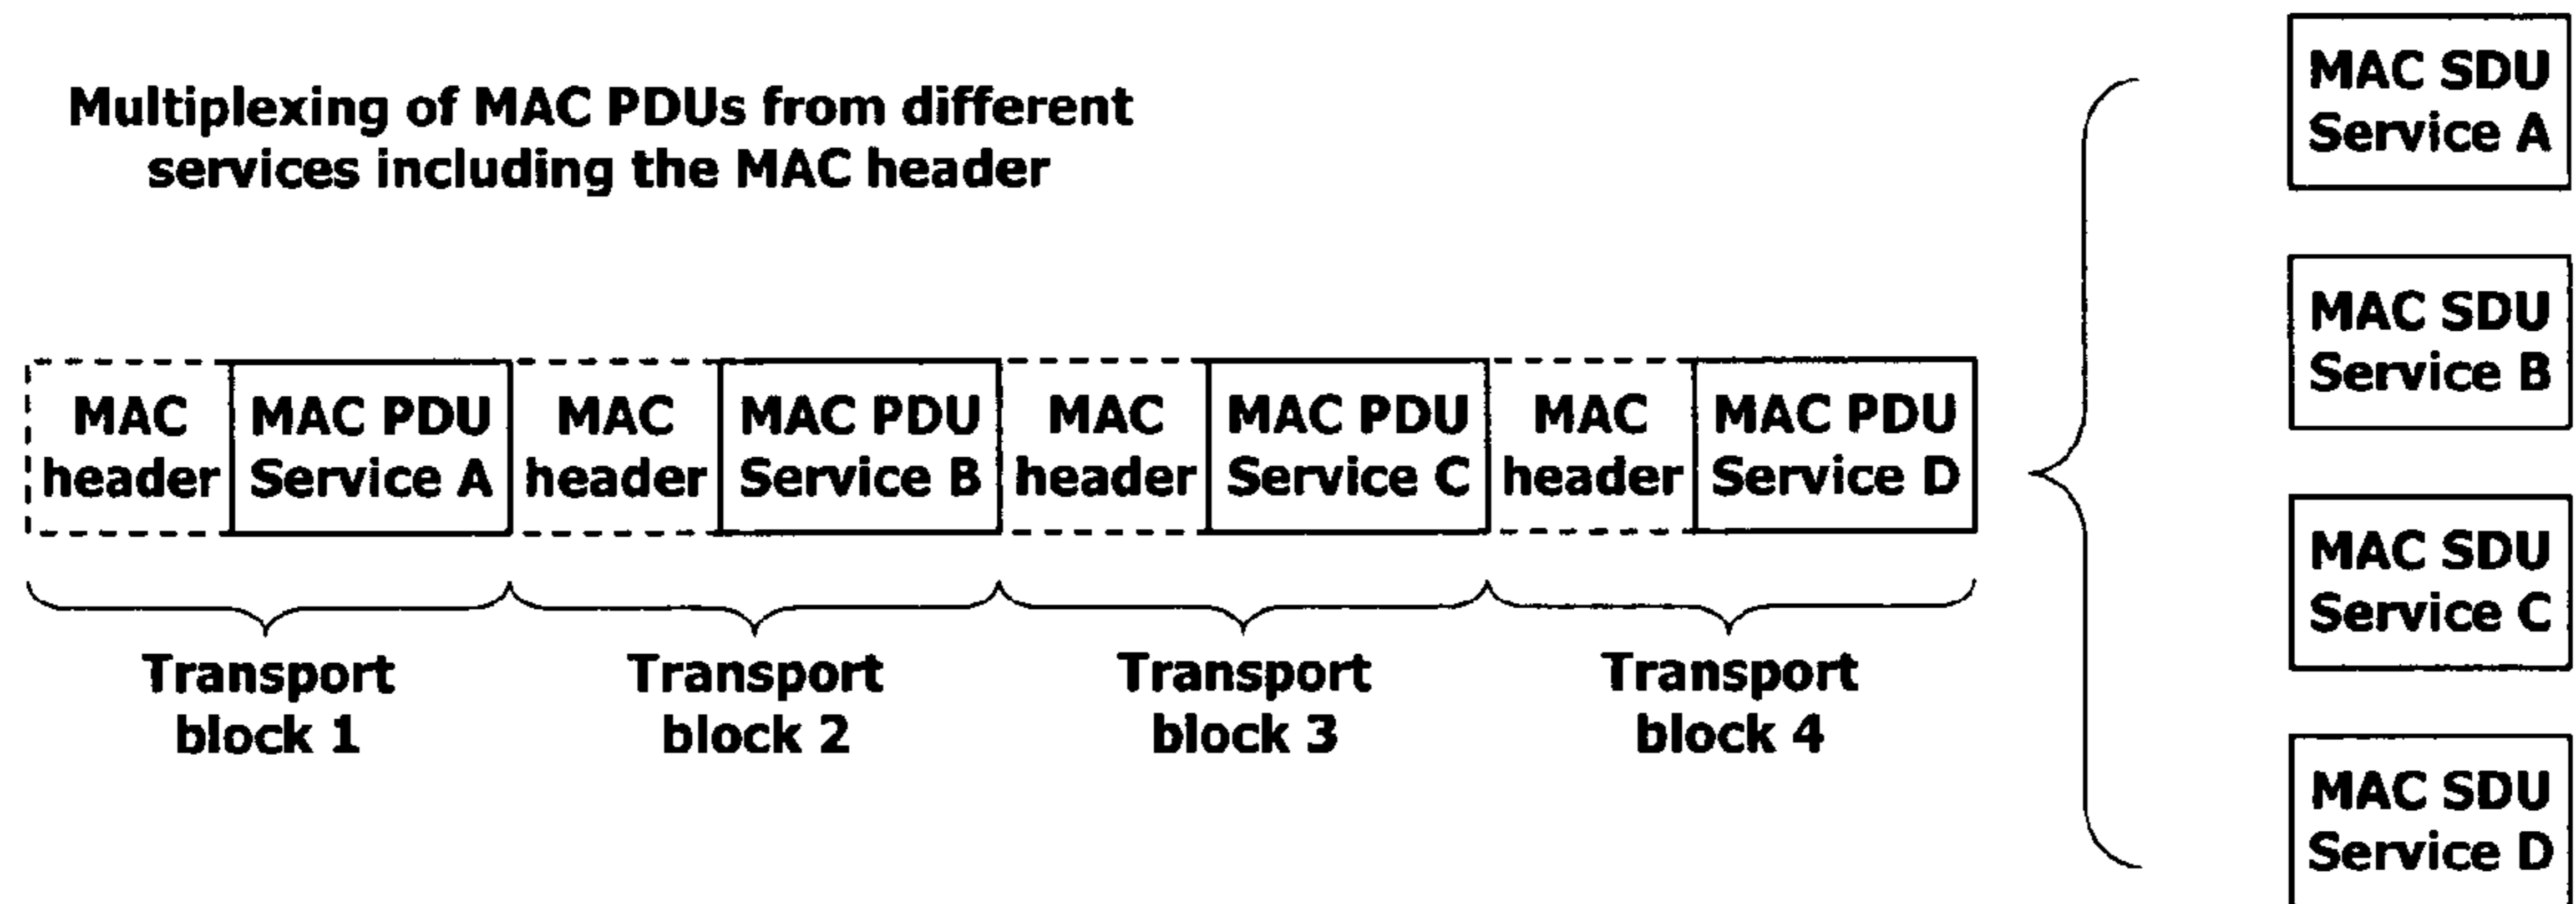 Multiplexing of MAC PDUs from different
services including the MAC header
MAC
header
MAC PDU
Service A
MAC
header
MAC PDU
Service B
MAC
header
MAC PDU
Service C
MAC
header
MAC PDU
Service D
Transport
block 1
Transport
block 2
Transport
block 3
Transport
block 4
MAC SDU
Service A
MAC SDU
Service B
MAC SDU
Service C
MAC SDU
Service D